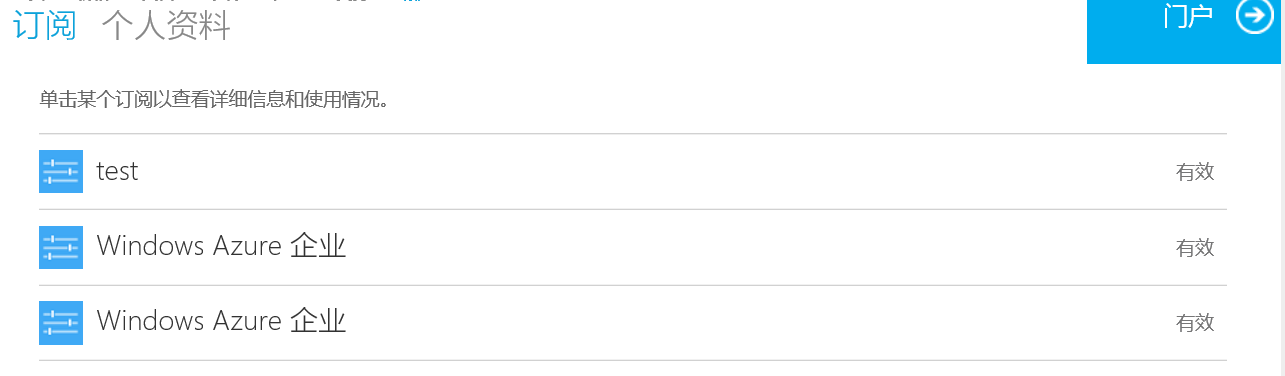 订阅 个人资料
门户
单击某个订阅以查看详细信息和使用情况。
test 有效
Windows Azure 企业 有效
Windows Azure 企业 有效